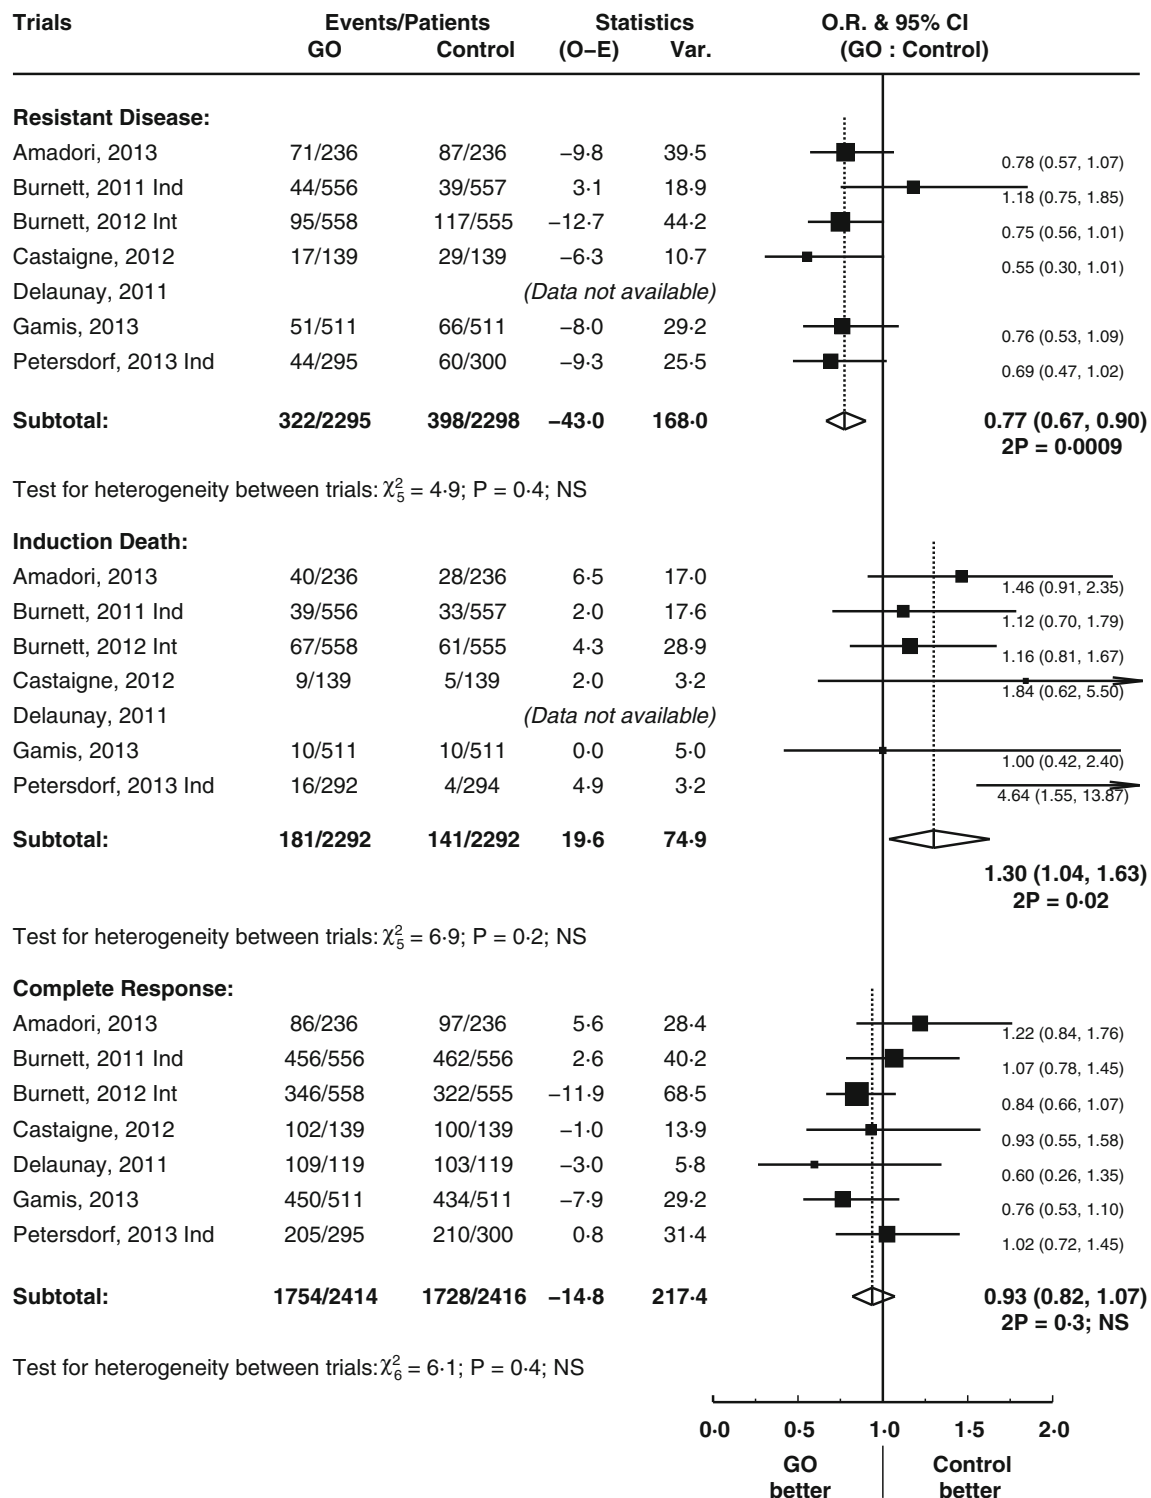 Trials Events/Patients Statistics O.R. & 95% CI
GO Control (O–E) Var. (GO : Control)
Resistant Disease:
Amadori, 2013 71/236 87/236 –9·8 39·5 0.78 (0.57, 1.07)
Burnett, 2011 Ind 44/556 39/557 3·1 18·9 1.18 (0.75, 1.85)
Burnett, 2012 Int 95/558 117/555 –12·7 44·2 0.75 (0.56, 1.01)
Castaigne, 2012 17/139 29/139 –6·3 10·7 0.55 (0.30, 1.01)
Delaunay, 2011 (Data not available)
Gamis, 2013 51/511 66/511 –8·0 29·2 0.76 (0.53, 1.09)
Petersdorf, 2013 Ind 44/295 60/300 –9·3 25·5 0.69 (0.47, 1.02)
Subtotal: 322/2295 398/2298 –43·0 168·0 0.77 (0.67, 0.90)
2P = 0·0009
Test for heterogeneity between trials: χ²₅ = 4·9; P = 0·4; NS
Induction Death:
Amadori, 2013 40/236 28/236 6·5 17·0 1.46 (0.91, 2.35)
Burnett, 2011 Ind 39/556 33/557 2·0 17·6 1.12 (0.70, 1.79)
Burnett, 2012 Int 67/558 61/555 4·3 28·9 1.16 (0.81, 1.67)
Castaigne, 2012 9/139 5/139 2·0 3·2 1.84 (0.62, 5.50)
Delaunay, 2011 (Data not available)
Gamis, 2013 10/511 10/511 0·0 5·0 1.00 (0.42, 2.40)
Petersdorf, 2013 Ind 16/292 4/294 4·9 3·2 4.64 (1.55, 13.87)
Subtotal: 181/2292 141/2292 19·6 74·9
1.30 (1.04, 1.63)
2P = 0·02
Test for heterogeneity between trials: χ²₅ = 6·9; P = 0·2; NS
Complete Response:
Amadori, 2013 86/236 97/236 5·6 28·4 1.22 (0.84, 1.76)
Burnett, 2011 Ind 456/556 462/556 2·6 40·2 1.07 (0.78, 1.45)
Burnett, 2012 Int 346/558 322/555 –11·9 68·5 0.84 (0.66, 1.07)
Castaigne, 2012 102/139 100/139 –1·0 13·9 0.93 (0.55, 1.58)
Delaunay, 2011 109/119 103/119 –3·0 5·8 0.60 (0.26, 1.35)
Gamis, 2013 450/511 434/511 –7·9 29·2 0.76 (0.53, 1.10)
Petersdorf, 2013 Ind 205/295 210/300 0·8 31·4 1.02 (0.72, 1.45)
Subtotal: 1754/2414 1728/2416 –14·8 217·4 0.93 (0.82, 1.07)
2P = 0·3; NS
Test for heterogeneity between trials: χ²₆ = 6·1; P = 0·4; NS
0·0 0·5 1·0 1·5 2·0
GO Control
better better